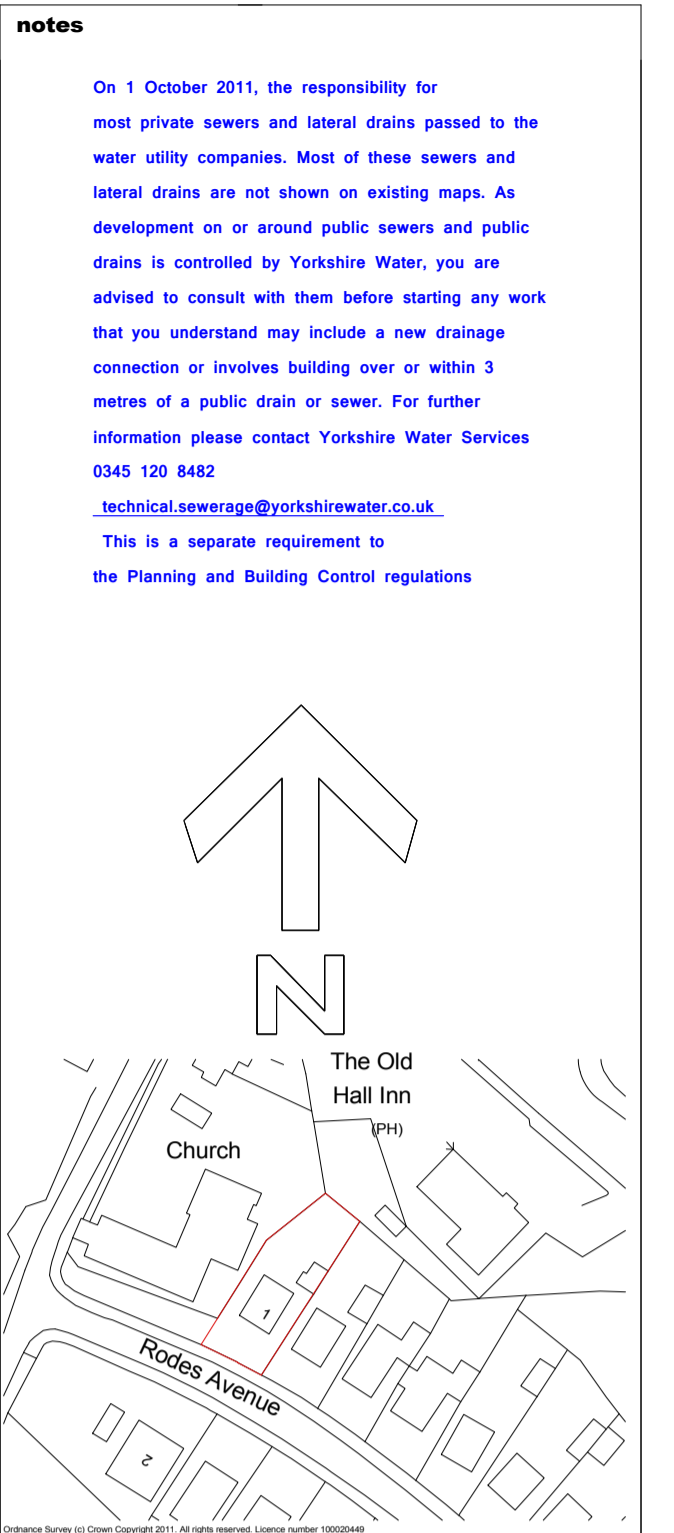 notes
On 1 October 2011, the responsibility for
most private sewers and lateral drains passed to the
water utility companies. Most of these sewers and
lateral drains are not shown on existing maps. As
development on or around public sewers and public
drains is controlled by Yorkshire Water, you are
advised to consult with them before starting any work
that you understand may include a new drainage
connection or involves building over or within 3
metres of a public drain or sewer. For further
information please contact Yorkshire Water Services
0345 120 8482
technical.sewerage@yorkshirewater.co.uk
This is a separate requirement to
the Planning and Building Control regulations
N
The Old
Hall Inn
(PH)
Church
1
Rodes Avenue
2
Ordnance Survey (c) Crown Copyright 2011. All rights reserved. Licence number 100020449